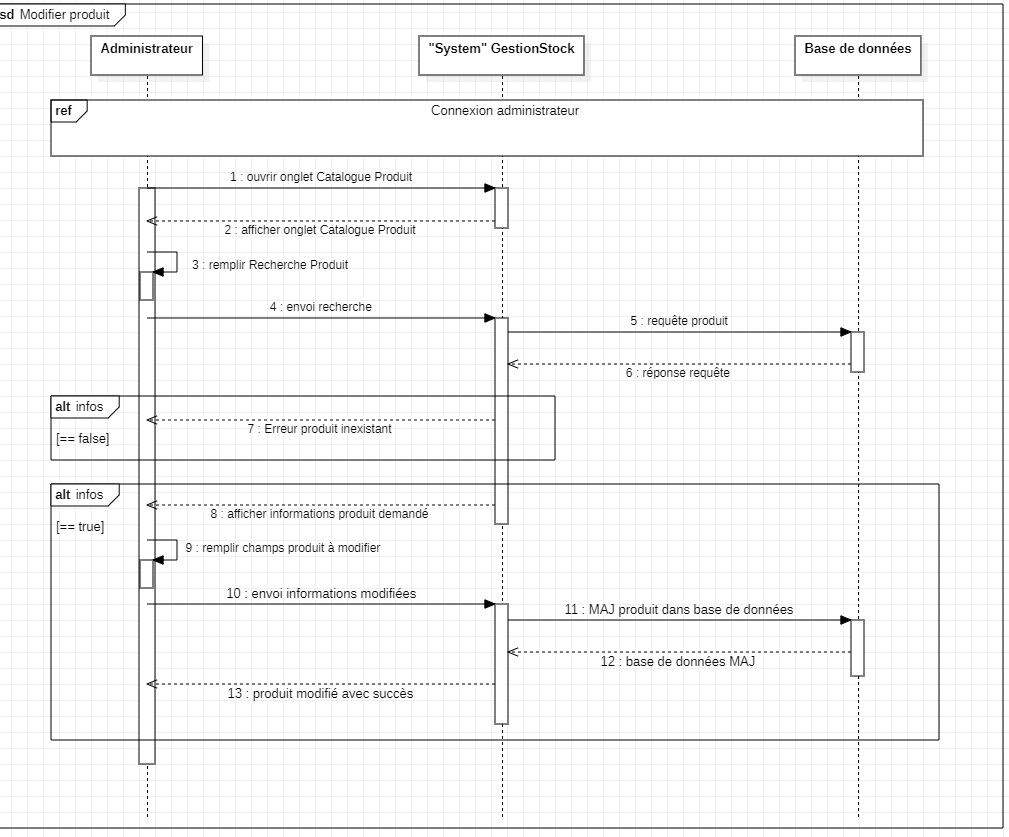 sd Modifier produit
Administrateur
"System" GestionStock
Base de données
ref
Connexion administrateur
1 : ouvrir onglet Catalogue Produit
2 : afficher onglet Catalogue Produit
3 : remplir Recherche Produit
4 : envoi recherche
5 : requête produit
6 : réponse requête
alt infos
7 : Erreur produit inexistant
[== false]
alt infos
8 : afficher informations produit demandé
[== true]
9 : remplir champs produit à modifier
10 : envoi informations modifiées
11 : MAJ produit dans base de données
12 : base de données MAJ
13 : produit modifié avec succès